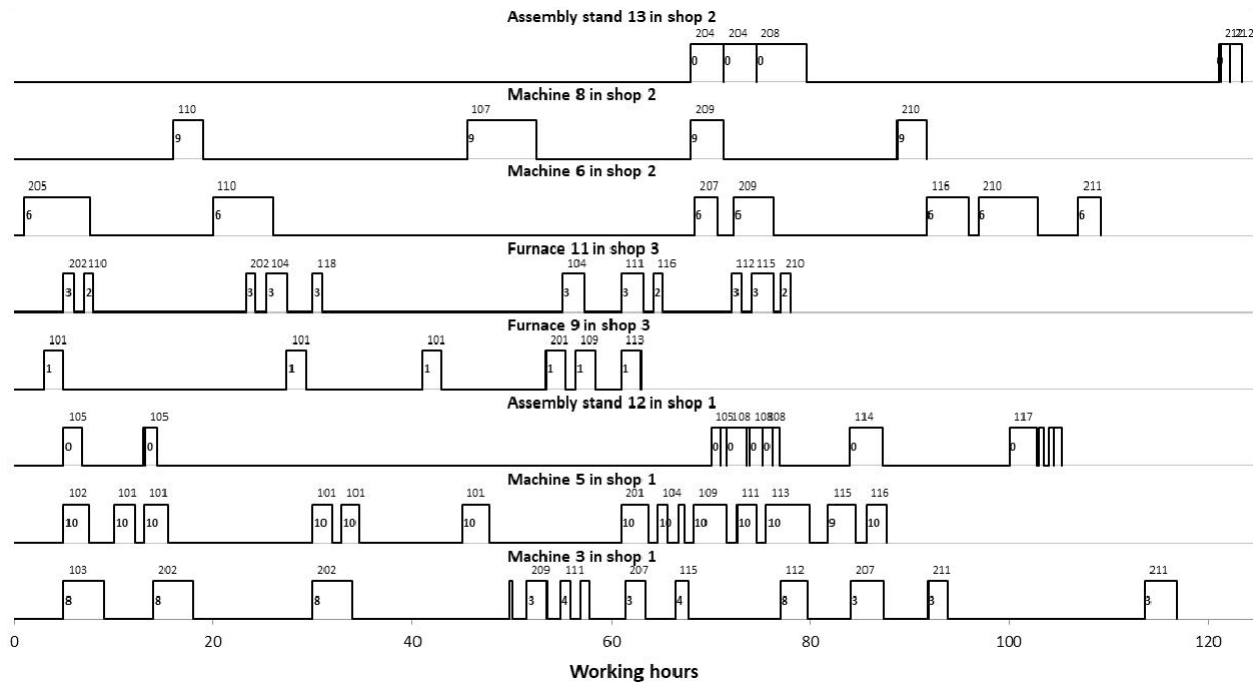 Assembly stand 13 in shop 2
204 204 208 212
0 0 0 0
Machine 8 in shop 2
110 107 209 210
9 9 9 9
Machine 6 in shop 2
205 110 207 209 116 210 211
6 6 6 6 6 6 6
Furnace 11 in shop 3
202 110 202 104 118 104 111 116 112 115 210
3 2 3 3 3 3 3 2 3 3 2
Furnace 9 in shop 3
101 101 101 201 109 113
1 1 1 1 1 1
Assembly stand 12 in shop 1
105 105 105 108 108 108 114 117
0 0 0 0 0 0 0 0
Machine 5 in shop 1
102 101 101 101 101 101 201 104 109 111 113 115 116
10 10 10 10 10 10 10 10 10 10 10 9 10
Machine 3 in shop 1
103 202 202 209 111 207 115 112 207 211 211
8 8 8 3 4 3 4 8 3 3 3
0 20 40 60 80 100 120
Working hours